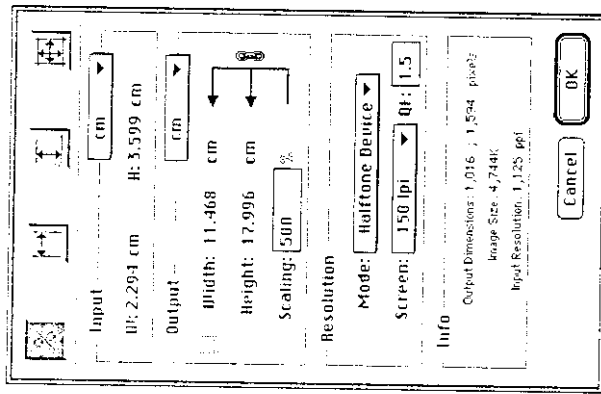 Input
cm
W: 2.294 cm H: 3.599 cm
Output
cm
Width: 11.468 cm
Height: 17.996 cm
Scaling: 500 %
Resolution
Mode: Halftone Device
Screen: 150 lpi Qf: 1.5
Info
Output Dimensions: 1,016 ; 1,594 pixels
Image Size: 4,744K
Input Resolution: 1,125 ppi
Cancel OK